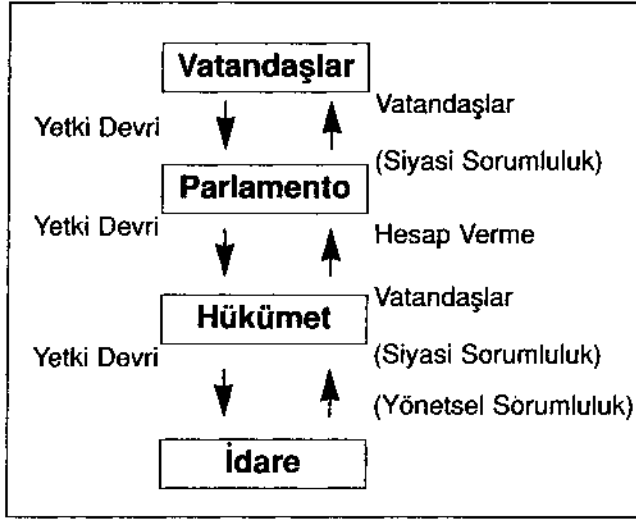 Vatandaşlar
Yetki Devri
Vatandaşlar
(Siyasi Sorumluluk)
Parlamento
Yetki Devri
Hesap Verme
Vatandaşlar
Hükümet
Yetki Devri
(Siyasi Sorumluluk)
(Yönetsel Sorumluluk)
İdare